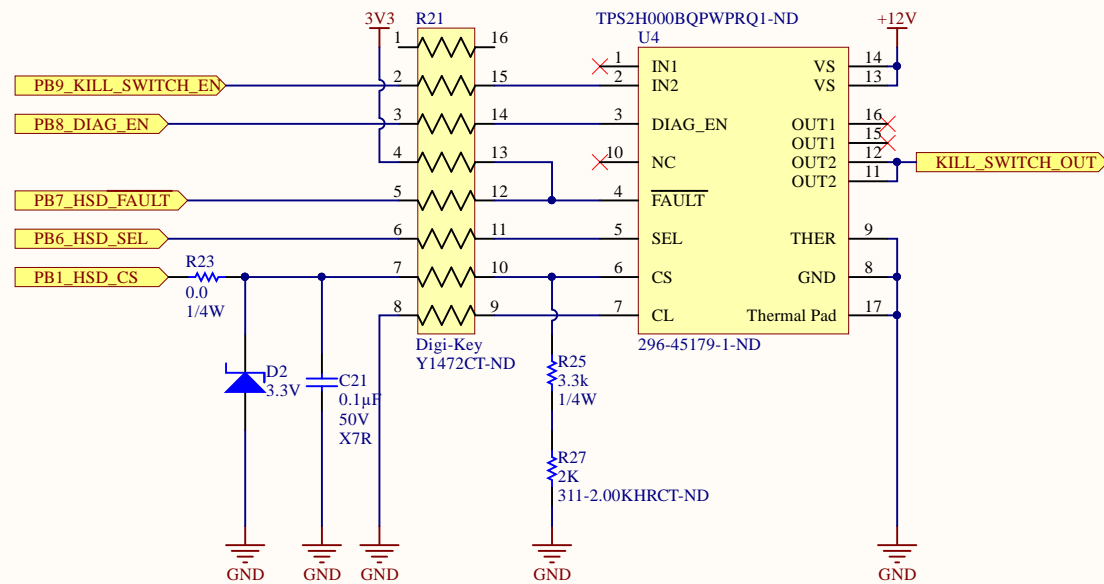 3V3
R21
TPS2H000BQPWPRQ1-ND
+12V
U4
1
16
1
IN1
VS
14
PB9_KILL_SWITCH_EN
2
15
2
IN2
VS
13
PB8_DIAG_EN
3
14
3
DIAG_EN
OUT1
16
OUT1
15
4
13
10
NC
OUT2
12
KILL_SWITCH_OUT
OUT2
11
PB7_HSD_FAULT
5
12
4
FAULT
PB6_HSD_SEL
6
11
5
SEL
THER
9
PB1_HSD_CS
R23
0.0
1/4W
7
10
6
CS
GND
8
8
9
7
CL
Thermal Pad
17
Digi-Key
Y1472CT-ND
296-45179-1-ND
D2
3.3V
C21
0.1µF
50V
X7R
R25
3.3k
1/4W
R27
2K
311-2.00KHRCT-ND
GND
GND
GND
GND
GND